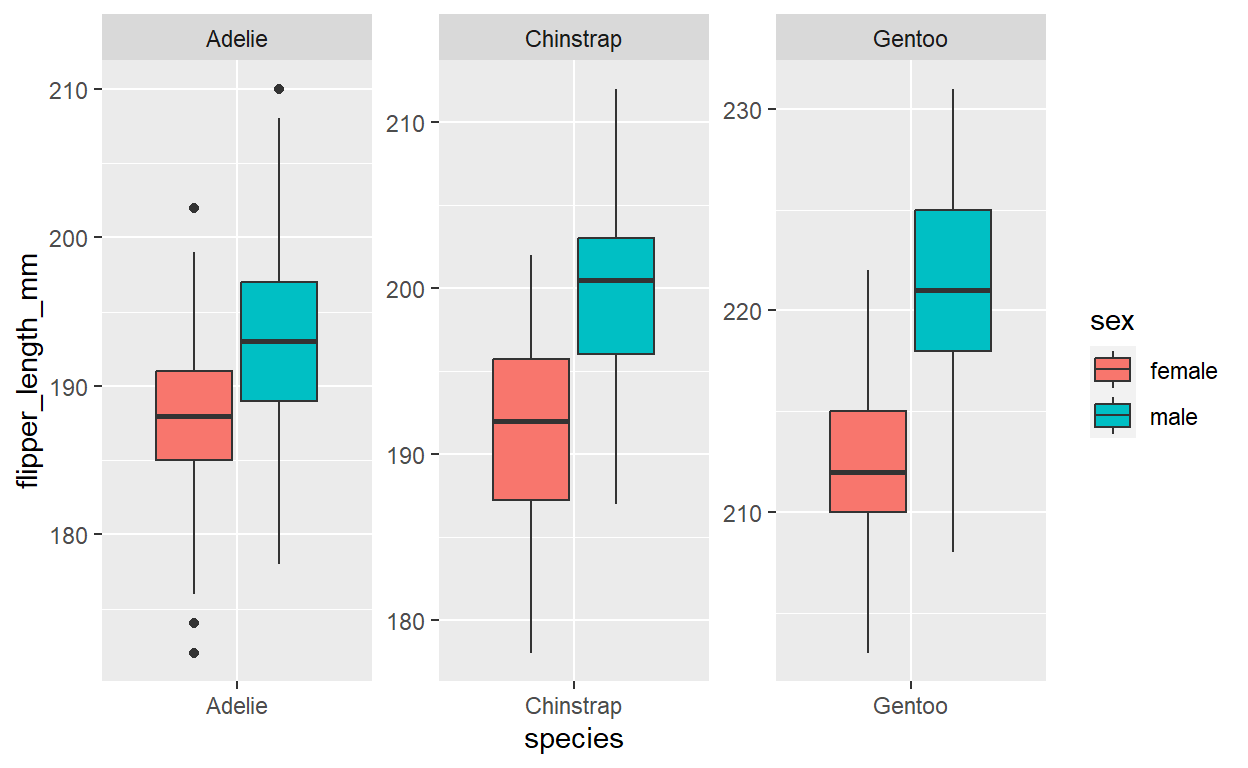 Adelie
Chinstrap
Gentoo
flipper_length_mm
210
200
190
180
210
200
190
180
230
220
210
Adelie
Chinstrap
Gentoo
species
sex
female
male